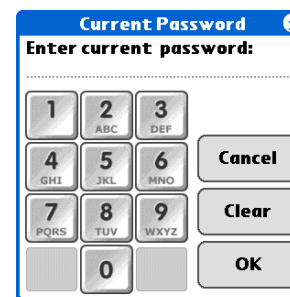 Current Password
Enter current password:
1 2 3
ABC DEF
4 5 6 Cancel
GHI JKL MNO
7 8 9 Clear
PQRS TUV WXYZ
0 OK